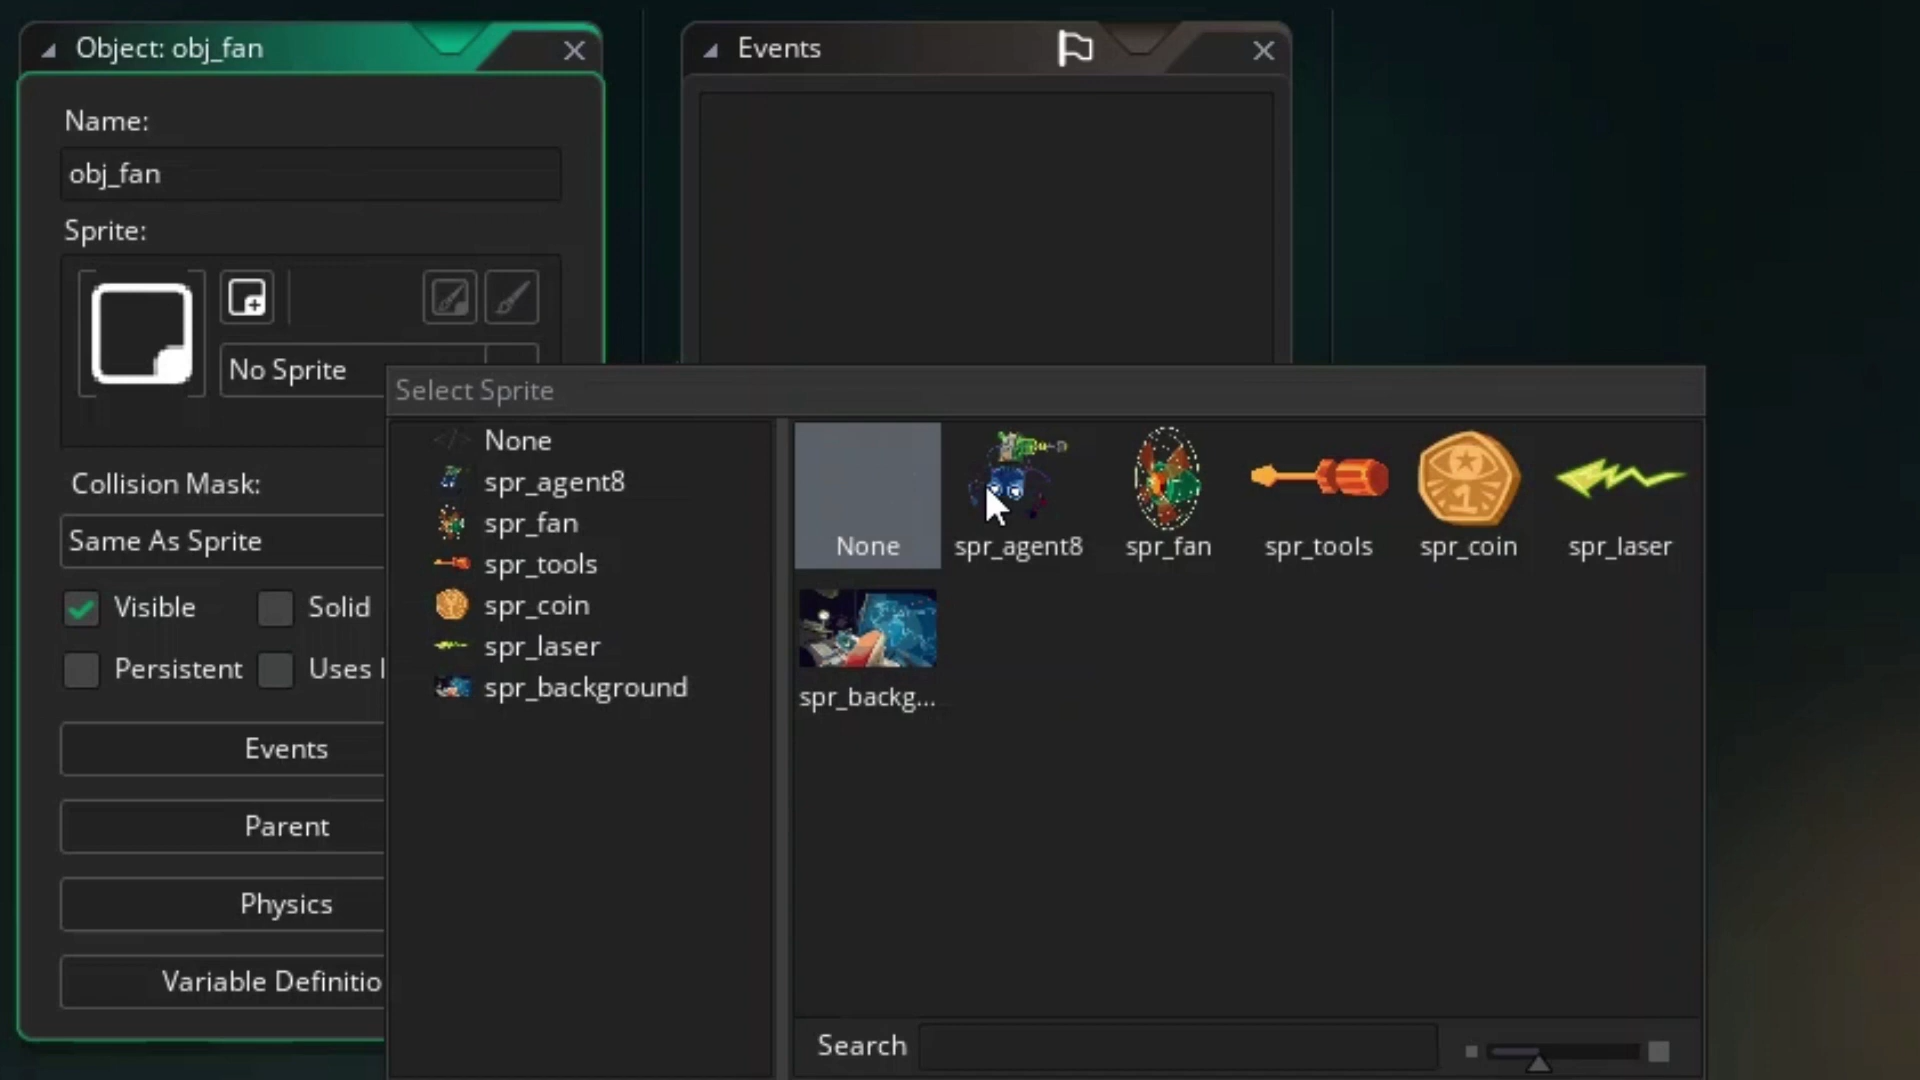 Object: obj_fan
Events
Name:
obj_fan
Sprite:
No Sprite
Select Sprite
None
spr_agent8
spr_fan
spr_tools
spr_coin
spr_laser
spr_background
None
spr_agent8
spr_fan
spr_tools
spr_coin
spr_laser
spr_backg...
Collision Mask:
Same As Sprite
Visible
Solid
Persistent
Uses
Events
Parent
Physics
Variable Definitio
Search